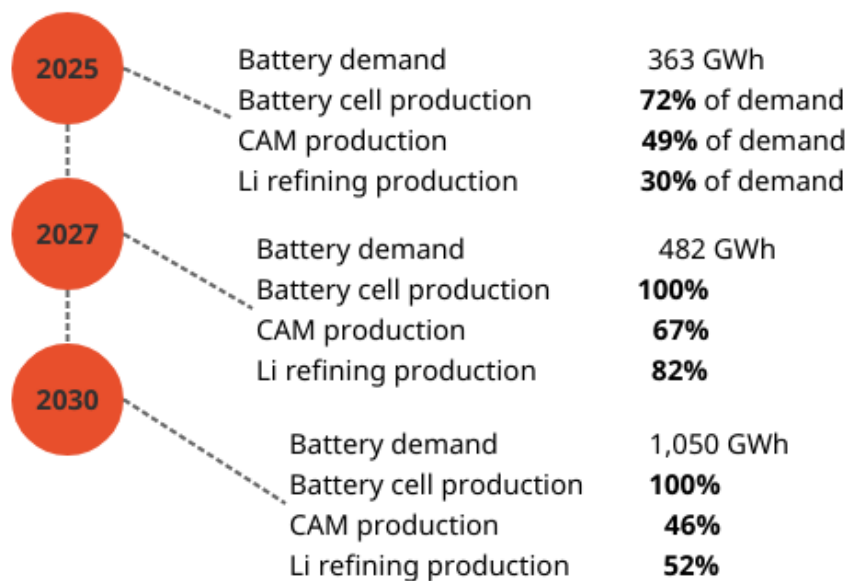 2025
Battery demand 363 GWh
Battery cell production 72% of demand
CAM production 49% of demand
Li refining production 30% of demand
2027
Battery demand 482 GWh
Battery cell production 100%
CAM production 67%
Li refining production 82%
2030
Battery demand 1,050 GWh
Battery cell production 100%
CAM production 46%
Li refining production 52%